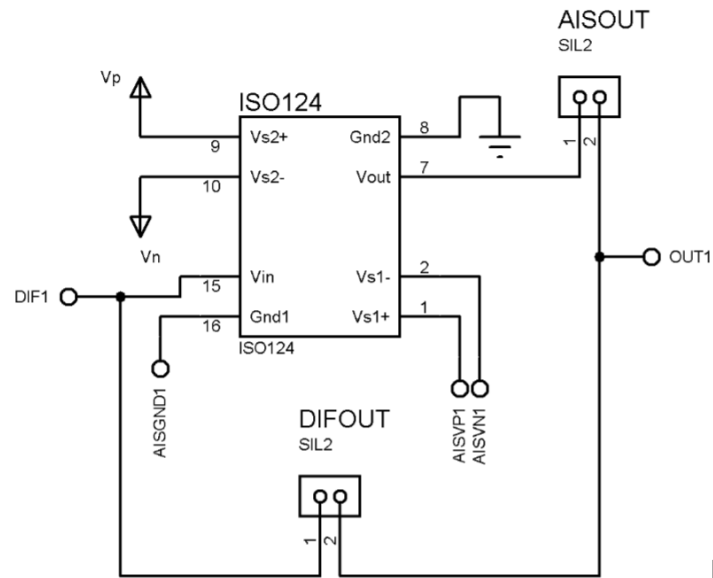 AISOUT
SIL2
Vp
ISO124
1
2
9
Vs2+
Gnd2
8
10
Vs2-
Vout
7
Vn
OUT1
DIF1
15
Vin
Vs1-
2
16
Gnd1
Vs1+
1
ISO124
AISGND1
AISVP1
AISVN1
DIFOUT
SIL2
1
2